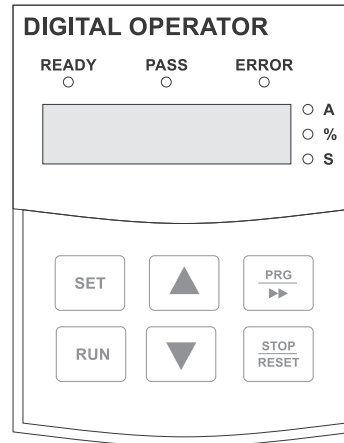 DIGITAL OPERATOR
READY PASS ERROR
A
%
S
SET PRG
RUN STOP
RESET